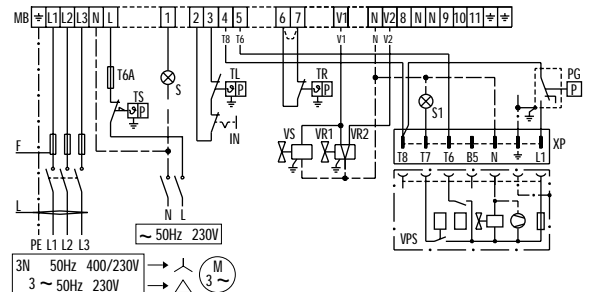 MB ⏚ L1 L2 L3 N L 1 2 3 4 5 6 7 V1 N V2 8 N N 9 10 11 ⏚ ⏚
T8 T6 V1 N V2
T6A TS P S TL P TR P PG P
IN S1
VS VR1 VR2
F XP
T8 T7 T6 B5 N ⏚ L1
L N L VPS
~ 50Hz 230V
PE L1 L2 L3
3N 50Hz 400/230V M
3 ~ 50Hz 230V 3 ~